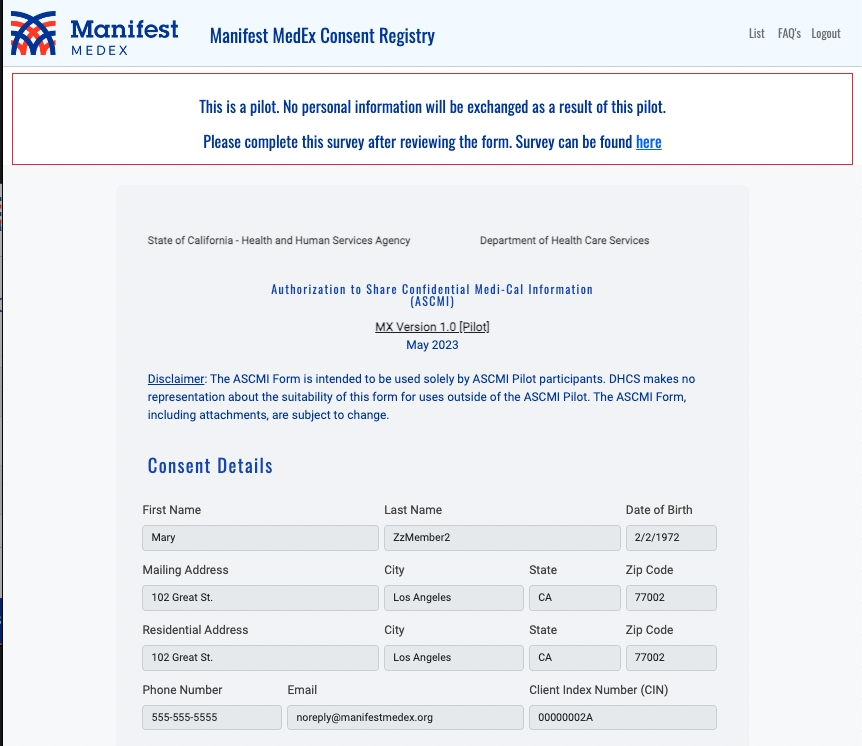 Manifest
MEDEX
Manifest MedEx Consent Registry
List FAQ's Logout
This is a pilot. No personal information will be exchanged as a result of this pilot.
Please complete this survey after reviewing the form. Survey can be found here
State of California - Health and Human Services Agency Department of Health Care Services
Authorization to Share Confidential Medi-Cal Information
(ASCMI)
MX Version 1.0 [Pilot]
May 2023
Disclaimer: The ASCMI Form is intended to be used solely by ASCMI Pilot participants. DHCS makes no
representation about the suitability of this form for uses outside of the ASCMI Pilot. The ASCMI Form,
including attachments, are subject to change.
Consent Details
First Name Last Name Date of Birth
Mary ZzMember2 2/2/1972
Mailing Address City State Zip Code
102 Great St. Los Angeles CA 77002
Residential Address City State Zip Code
102 Great St. Los Angeles CA 77002
Phone Number Email Client Index Number (CIN)
555-555-5555 noreply@manifestmedex.org 00000002A